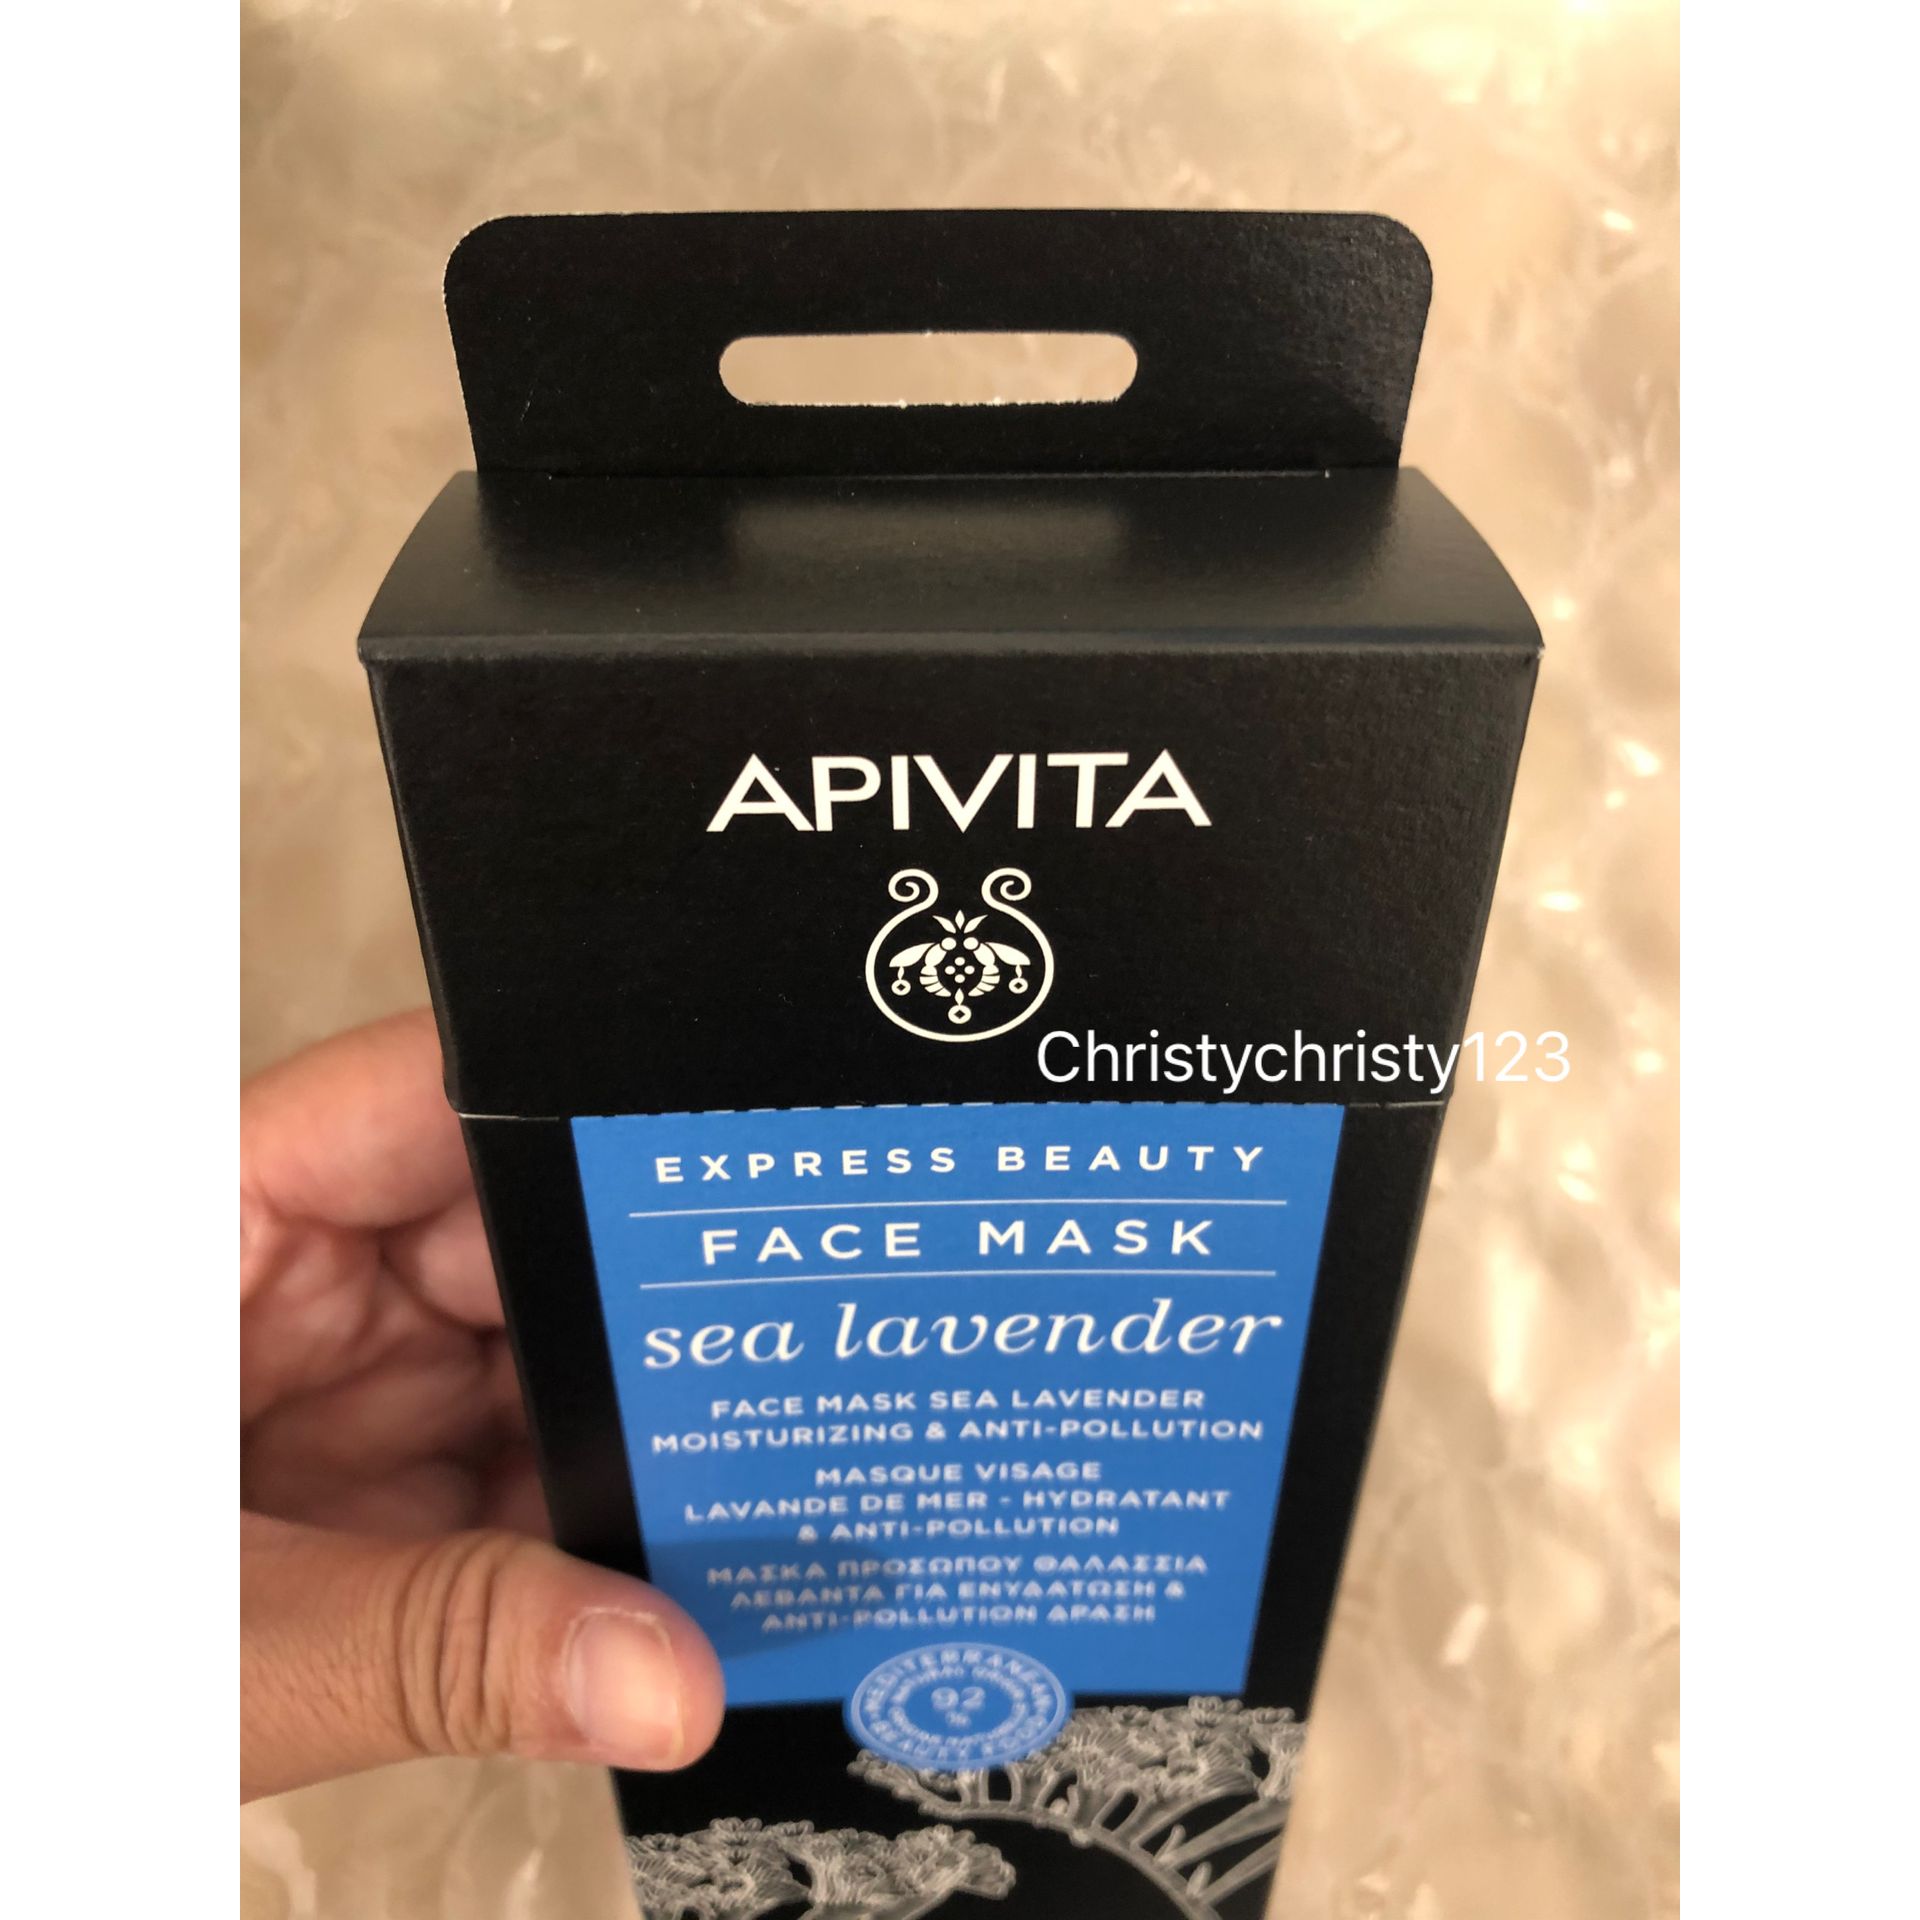 APIVITA
Christychristy123
EXPRESS BEAUTY
FACE MASK
sea lavender
FACE MASK SEA LAVENDER
MOISTURIZING & ANTI-POLLUTION
MASQUE VISAGE
LAVANDE DE MER - HYDRATANT
& ANTI-POLLUTION
ΜΑΣΚΑ ΠΡΟΣΩΠΟΥ ΘΑΛΑΣΣΙΑ
ΛΕΒΑΝΤΑ ΓΙΑ ΕΝΥΔΑΤΩΣΗ &
ANTI-POLLUTION ΔΡΑΣΗ
MEDITERRANEAN
92
%